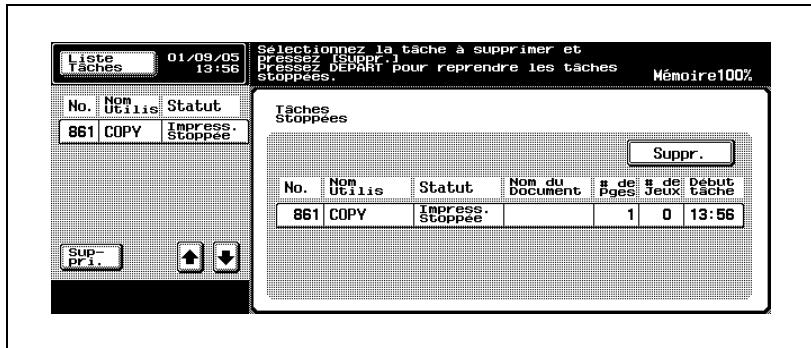 Liste
Tâches
01/09/05
13:56
Sélectionnez la tâche à supprimer et
pressez [Suppr.]
Pressez DEPART pour reprendre les tâches
stoppées.
Mémoire100%
No. Nom Utilis Statut
861 COPY Impress. Stoppée
Sup-
pri.
Tâches
Stoppées
Suppr.
No. Nom Utilis Statut Nom du Document # de Pges # de Jeux Début tâche
861 COPY Impress. Stoppée 1 0 13:56